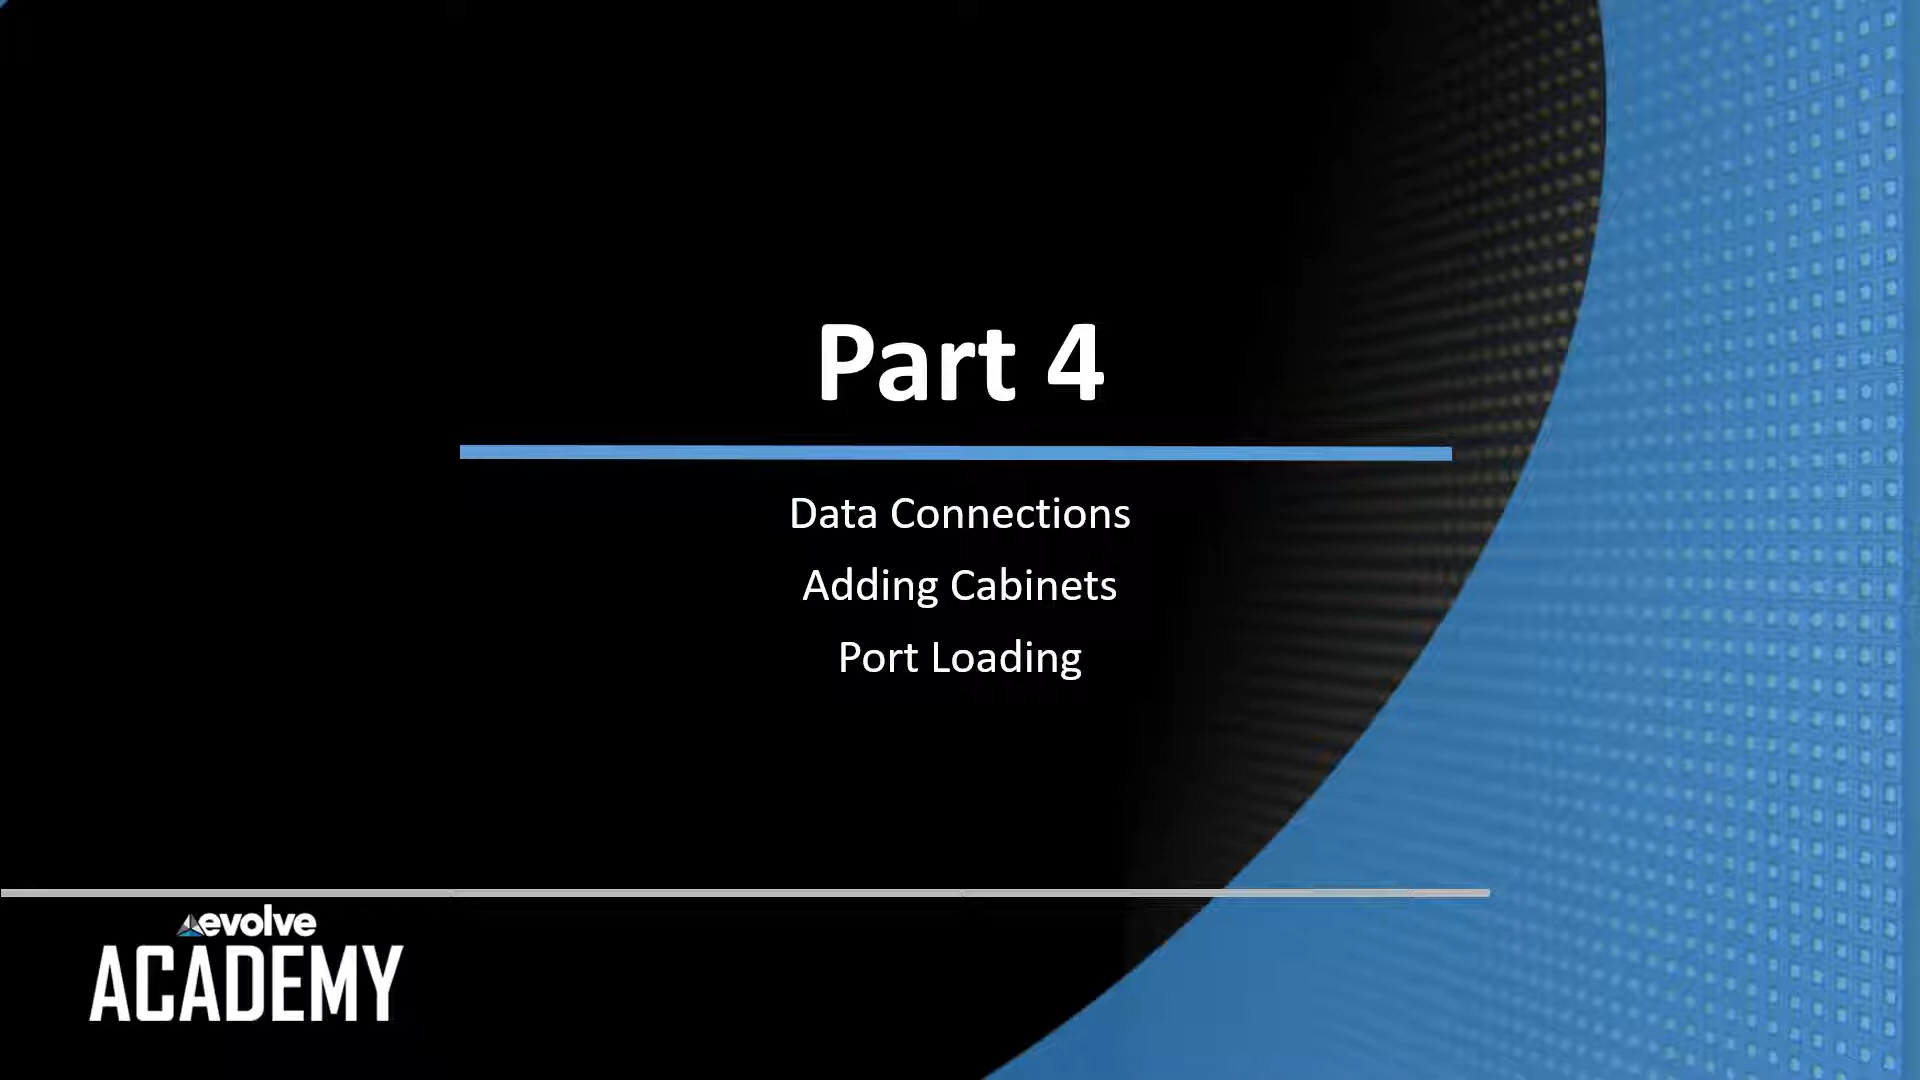 Part 4
Data Connections
Adding Cabinets
Port Loading
evolve
ACADEMY